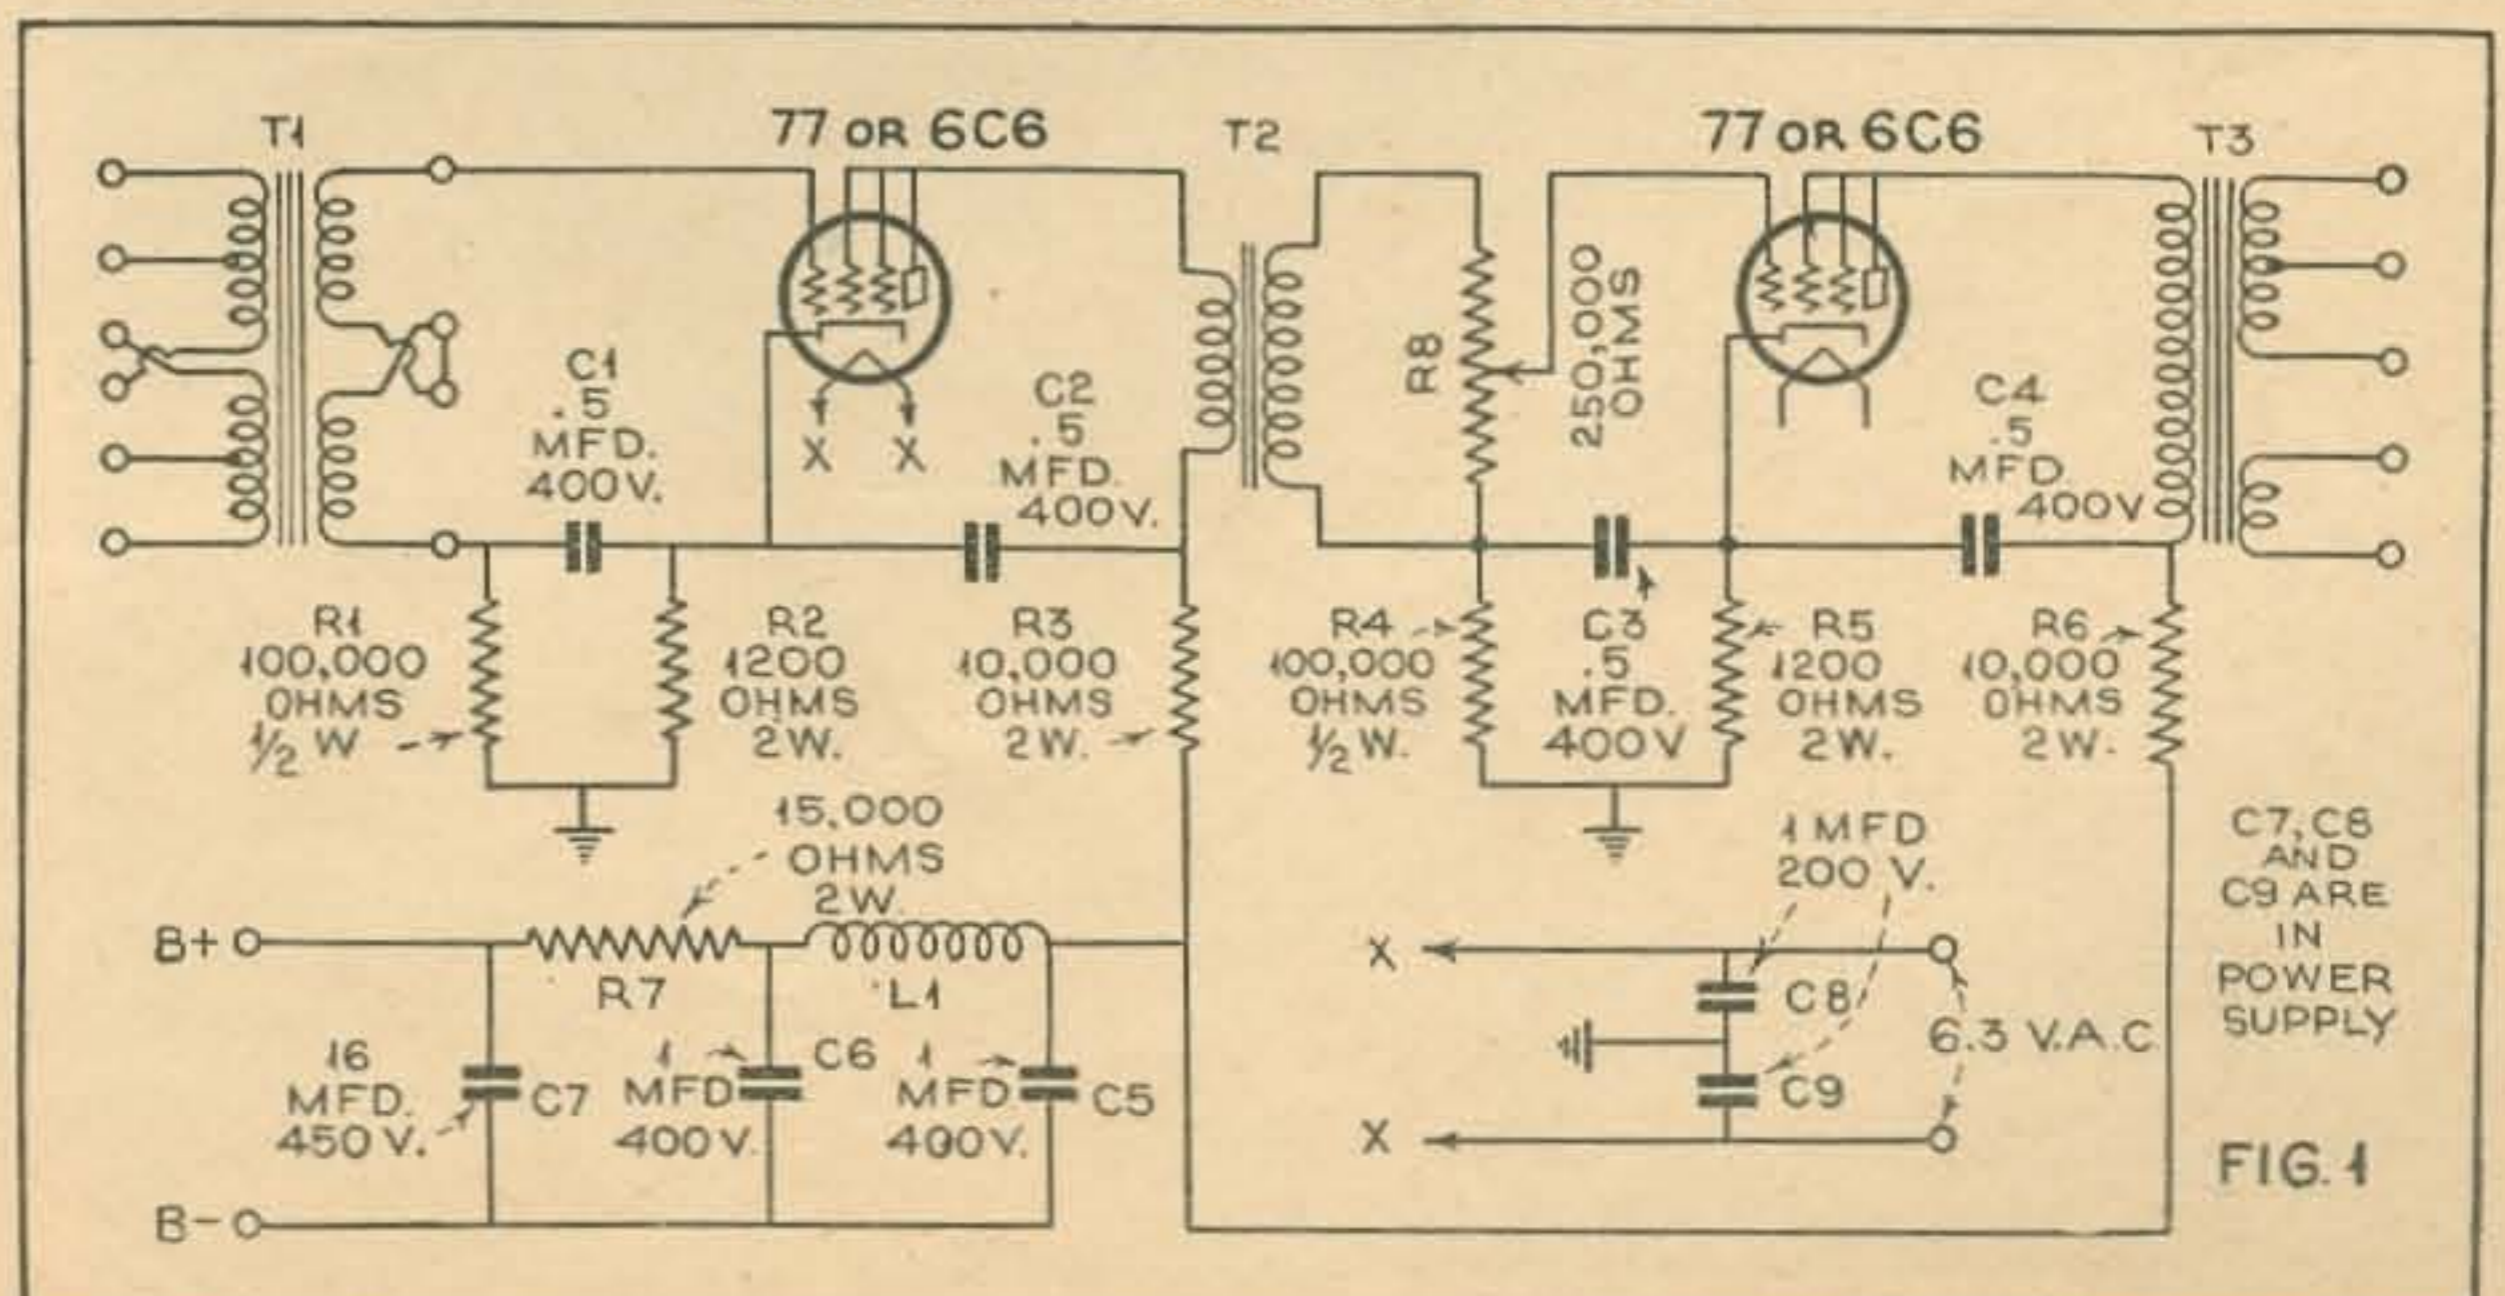 T1
77 OR 6C6
T2
77 OR 6C6
T3
C1
.5
MFD.
400V.
X X
C2
.5
MFD.
400V.
R8
250,000
OHMS
C4
.5
MFD
400V
R1
100,000
OHMS
1/2 W
R2
1200
OHMS
2W.
R3
10,000
OHMS
2W.
R4
100,000
OHMS
1/2 W.
C3
.5
MFD.
400V
R5
1200
OHMS
2W.
R6
10,000
OHMS
2W.
15,000
OHMS
2W.
B+
R7
L1
16
MFD.
450V.
C7
1
MFD
400V.
C6
1
MFD
400V.
C5
B-
1 MFD
200 V.
X
C8
C9
X
6.3 V.A.C
C7, C8
AND
C9 ARE
IN
POWER
SUPPLY
FIG. 1